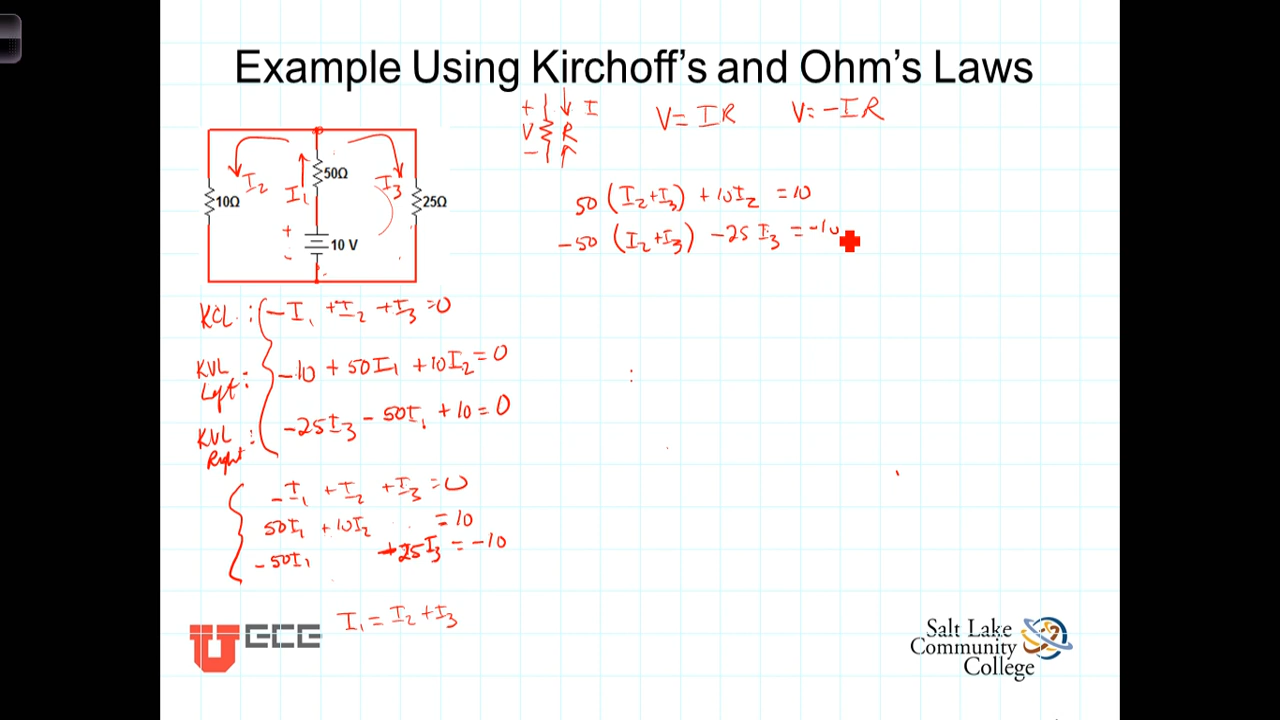 Example Using Kirchoff's and Ohm's Laws
+ I
V R
-
V = IR V = -IR
50Ω
I2 I1 I3
10Ω 25Ω
+
10 V
-
50 (I2 + I3) + 10I2 = 10
-50 (I2 + I3) - 25 I3 = -10
KCL: -I1 + I2 + I3 = 0
KVL Left: -10 + 50I1 + 10I2 = 0
KVL Right: -25I3 - 50I1 + 10 = 0
-I1 + I2 + I3 = 0
50I1 + 10I2 = 10
-50I1 -25I3 = -10
I1 = I2 + I3
U ECE
Salt Lake
Community
College